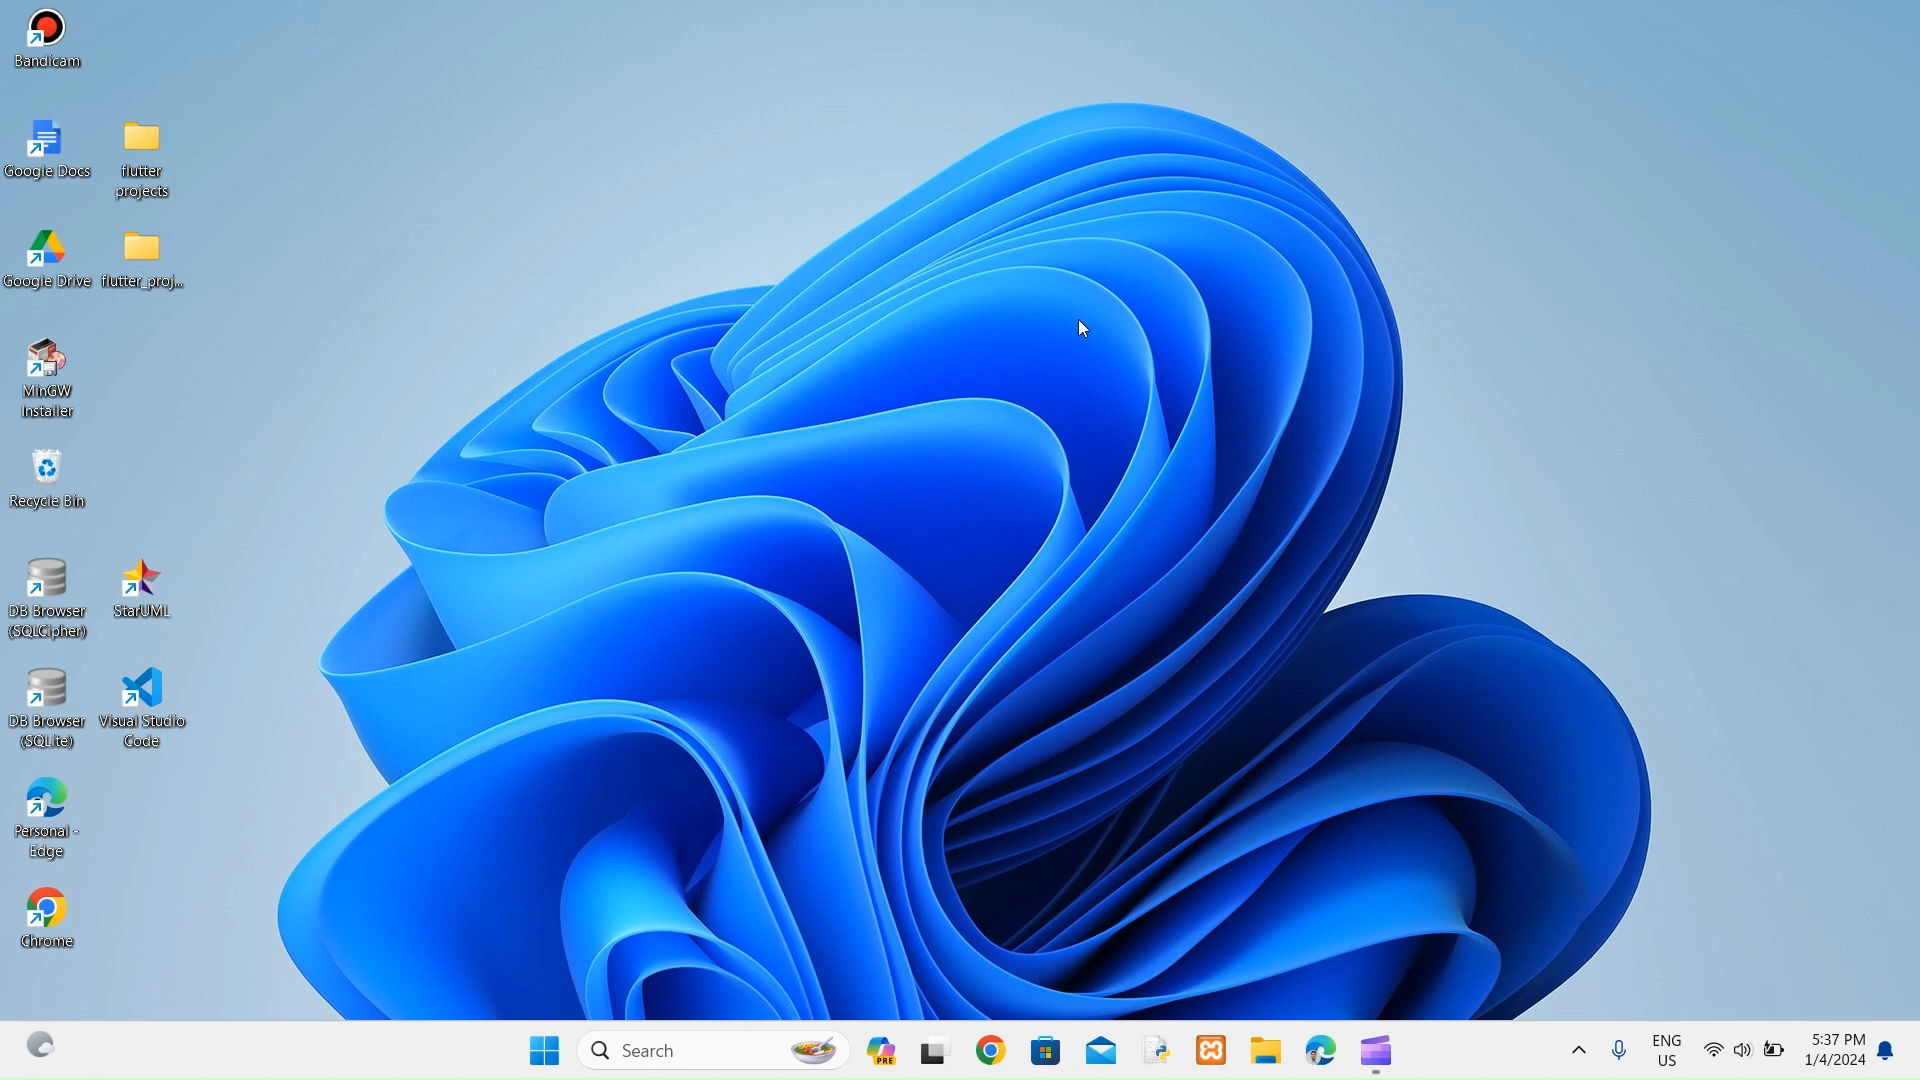 Bandicam
Google Docs
flutter
projects
Google Drive
flutter_proj...
MinGW
Installer
Recycle Bin
DB Browser
(SQLCipher)
StarUML
DB Browser
(SQLite)
Visual Studio
Code
Personal -
Edge
Chrome
Search
PRE
ENG
US
5:37 PM
1/4/2024